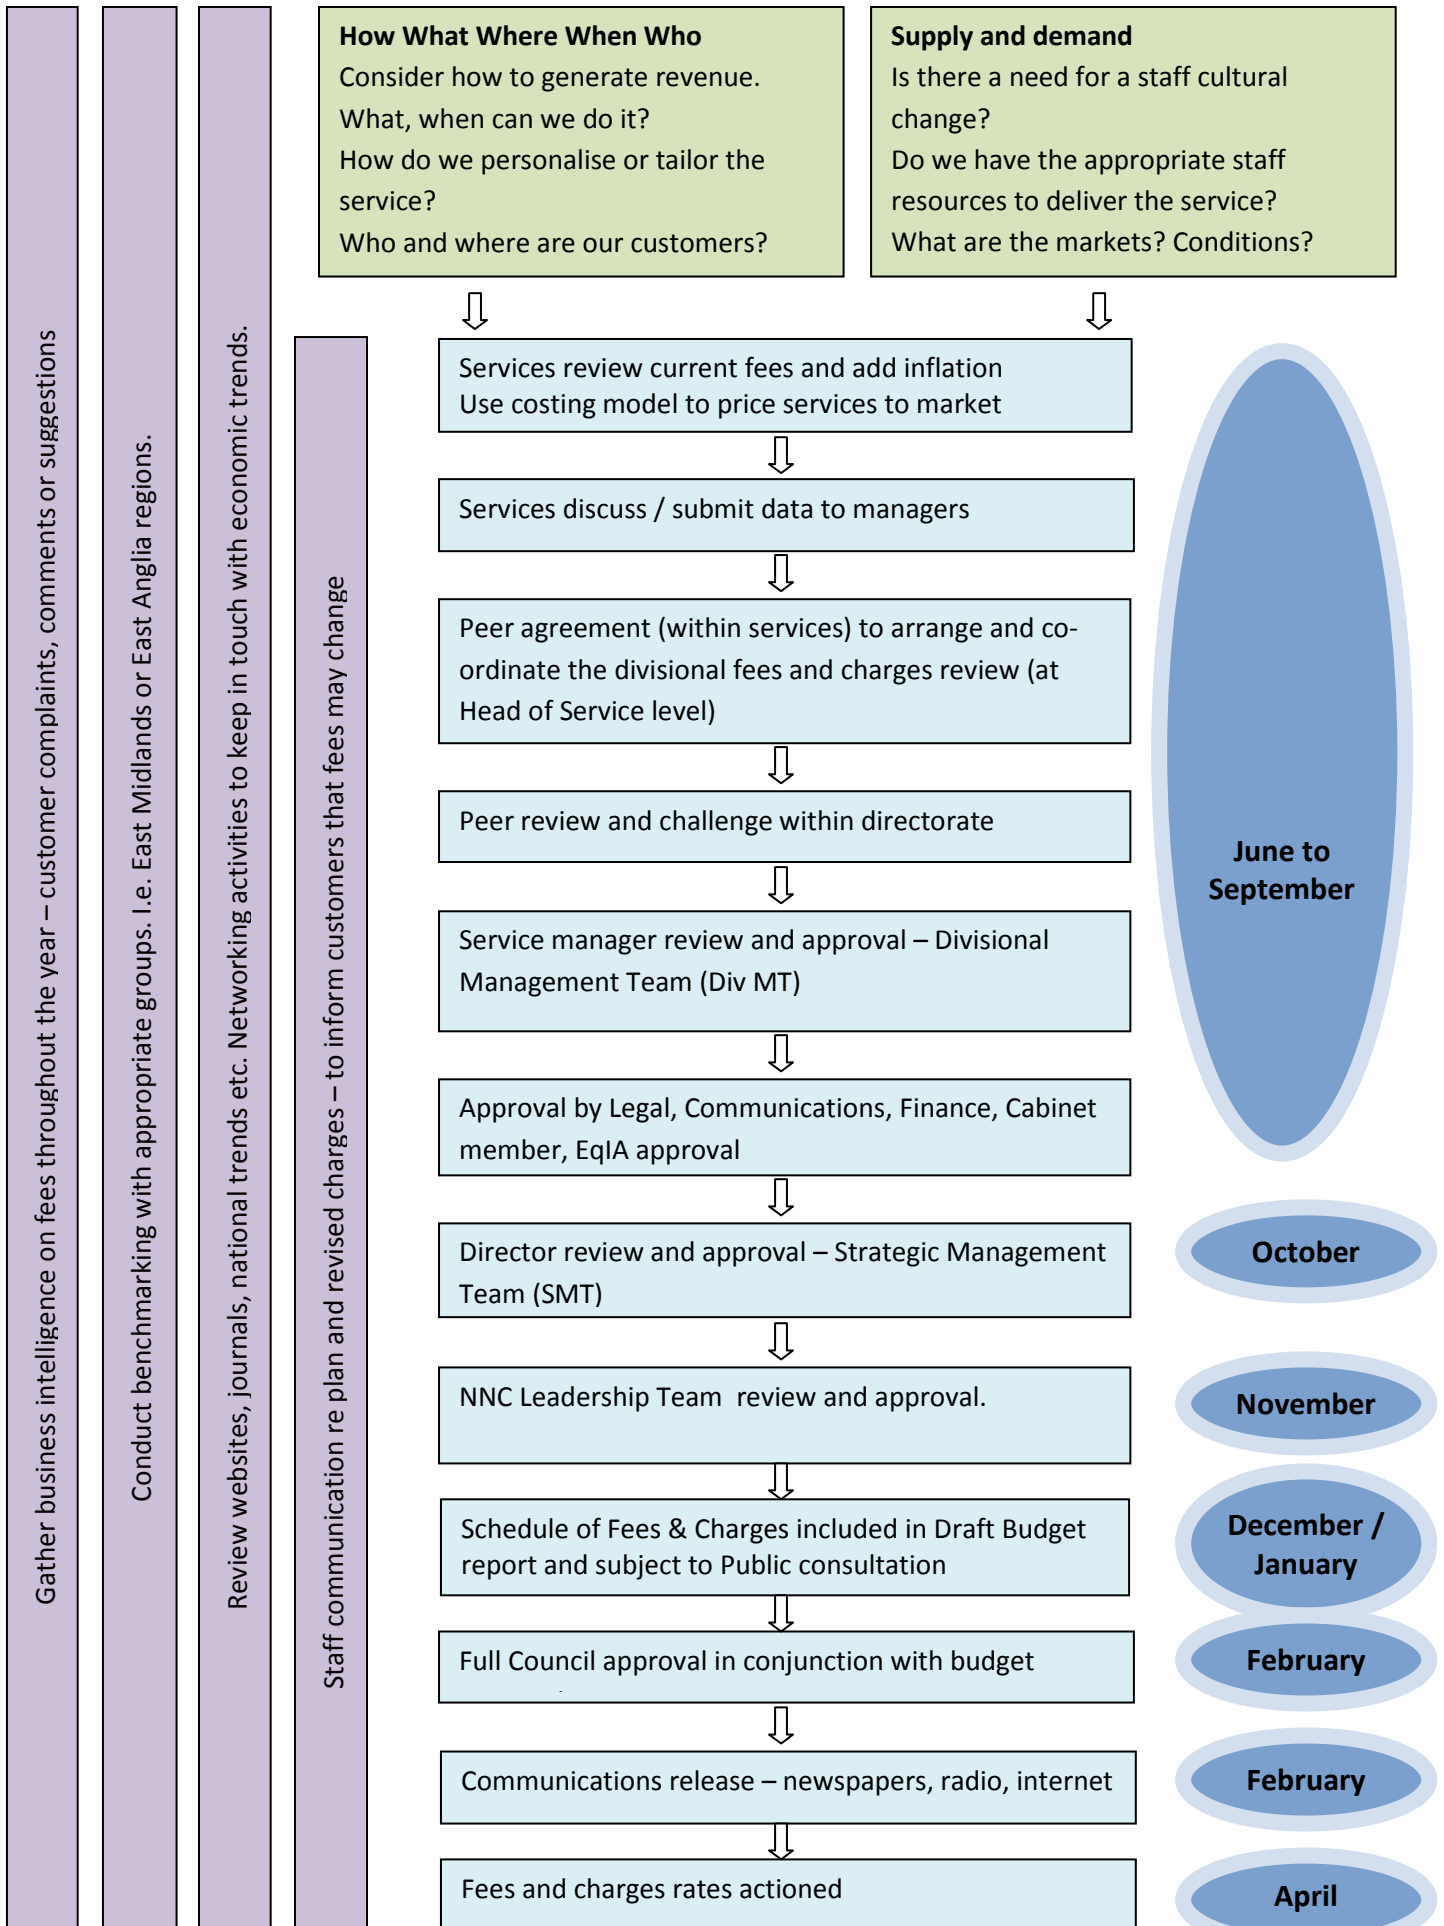 How What Where When Who
Consider how to generate revenue.
What, when can we do it?
How do we personalise or tailor the
service?
Who and where are our customers?
Supply and demand
Is there a need for a staff cultural
change?
Do we have the appropriate staff
resources to deliver the service?
What are the markets? Conditions?
Gather business intelligence on fees throughout the year – customer complaints, comments or suggestions
Conduct benchmarking with appropriate groups. I.e. East Midlands or East Anglia regions.
Review websites, journals, national trends etc. Networking activities to keep in touch with economic trends.
Staff communication re plan and revised charges – to inform customers that fees may change
Services review current fees and add inflation
Use costing model to price services to market
Services discuss / submit data to managers
Peer agreement (within services) to arrange and co-
ordinate the divisional fees and charges review (at
Head of Service level)
Peer review and challenge within directorate
Service manager review and approval – Divisional
Management Team (Div MT)
Approval by Legal, Communications, Finance, Cabinet
member, EqIA approval
June to
September
Director review and approval – Strategic Management
Team (SMT)
October
NNC Leadership Team  review and approval.
November
Schedule of Fees & Charges included in Draft Budget
report and subject to Public consultation
December /
January
Full Council approval in conjunction with budget
February
Communications release – newspapers, radio, internet
February
Fees and charges rates actioned
April